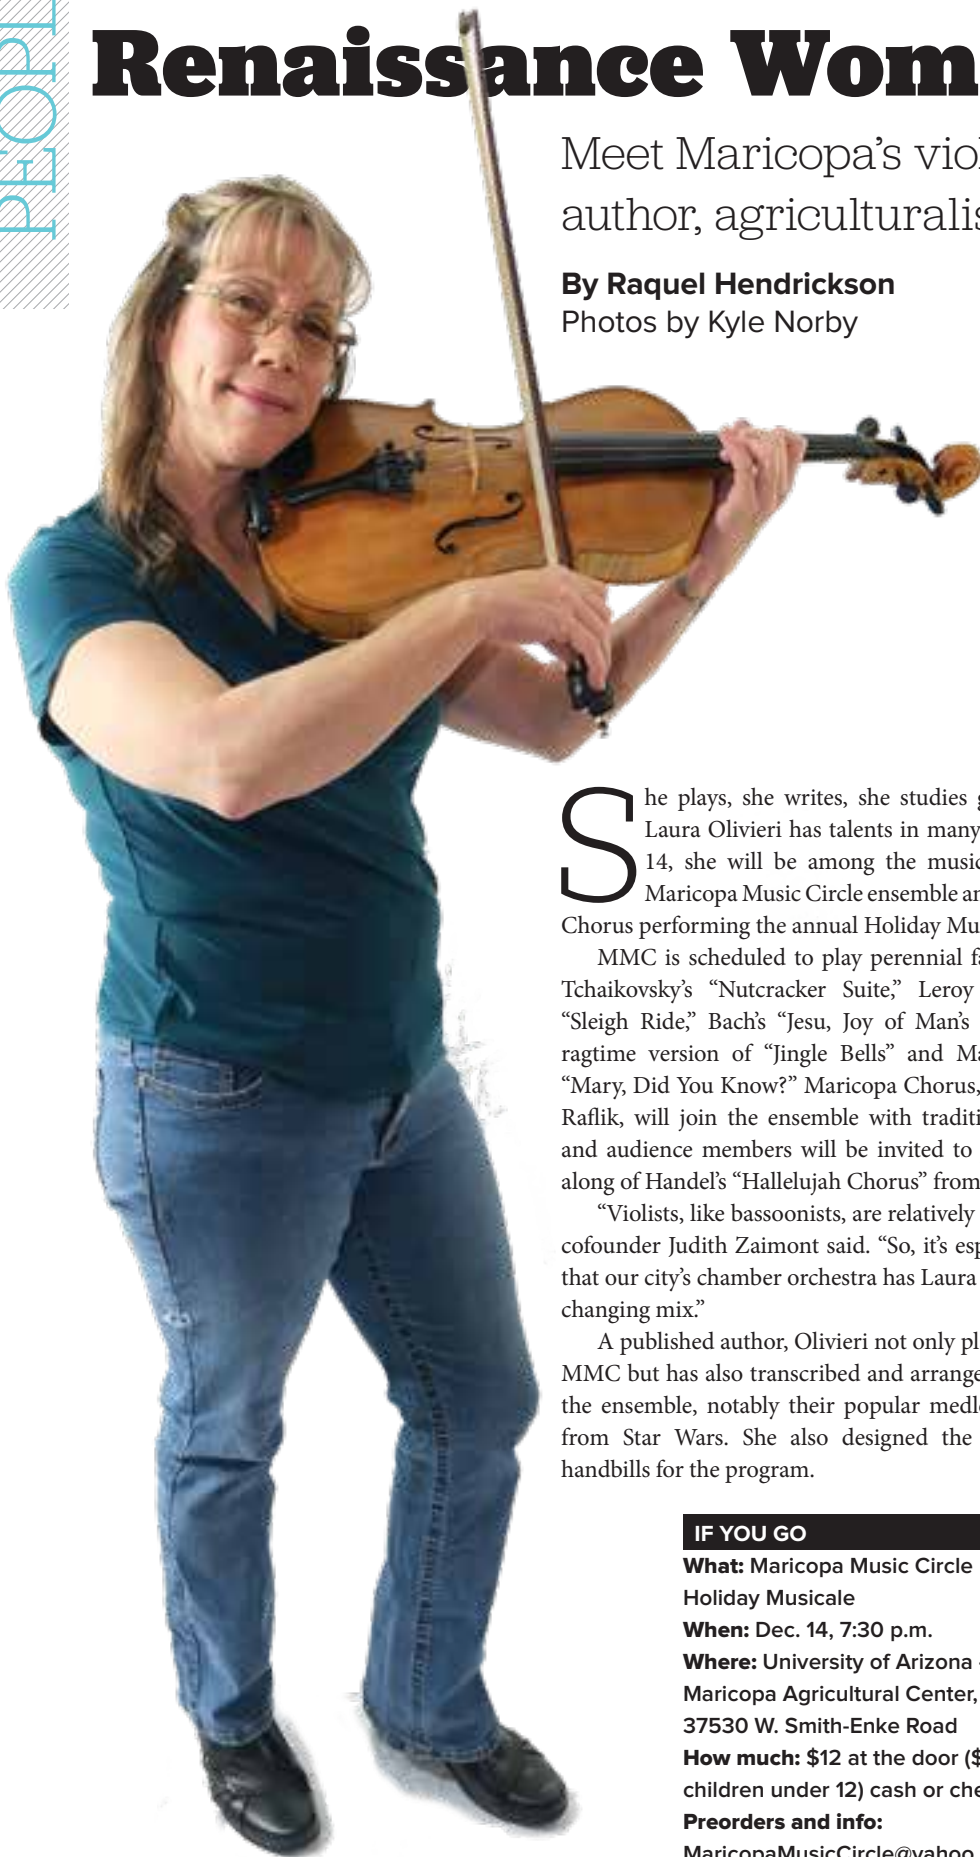 PEOPL
Renaissance Wom
Meet Maricopa’s viol
author, agriculturalis
By Raquel Hendrickson
Photos by Kyle Norby
She plays, she writes, she studies
Laura Olivieri has talents in many
14, she will be among the music
Maricopa Music Circle ensemble an
Chorus performing the annual Holiday Mu
MMC is scheduled to play perennial fa
Tchaikovsky’s “Nutcracker Suite,” Leroy
“Sleigh Ride,” Bach’s “Jesu, Joy of Man’s
ragtime version of “Jingle Bells” and Ma
“Mary, Did You Know?” Maricopa Chorus,
Raflik, will join the ensemble with traditi
and audience members will be invited to
along of Handel’s “Hallelujah Chorus” from
“Violists, like bassoonists, are relatively
cofounder Judith Zaimont said. “So, it’s esp
that our city’s chamber orchestra has Laura
changing mix.”
A published author, Olivieri not only pl
MMC but has also transcribed and arrange
the ensemble, notably their popular medl
from Star Wars. She also designed the
handbills for the program.
IF YOU GO
What: Maricopa Music Circle
Holiday Musicale
When: Dec. 14, 7:30 p.m.
Where: University of Arizona
Maricopa Agricultural Center,
37530 W. Smith-Enke Road
How much: $12 at the door ($
children under 12) cash or che
Preorders and info:
MaricopaMusicCircle@yahoo